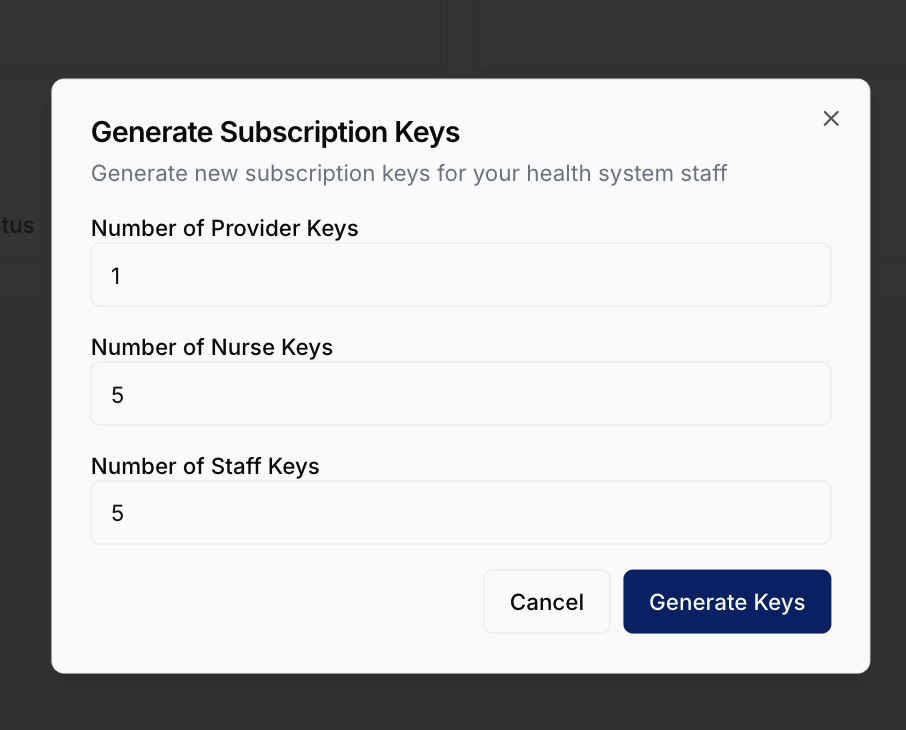 Generate Subscription Keys
Generate new subscription keys for your health system staff
tus
Number of Provider Keys
1
Number of Nurse Keys
5
Number of Staff Keys
5
Cancel
Generate Keys